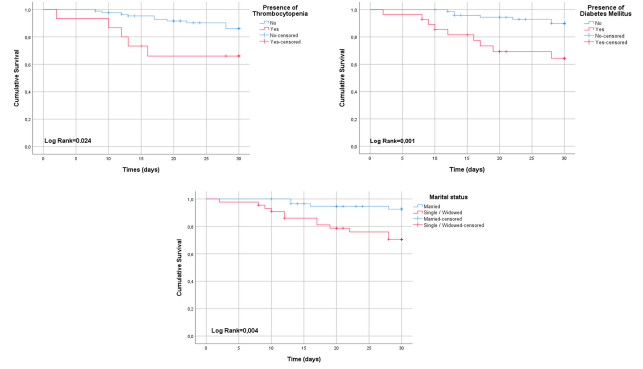 Presence of
Thrombocytopenia
No
Yes
No-censored
Yes-censored
Cumulative Survival
1,0
0,8
0,6
0,4
0,2
0,0
Log Rank=0.024
0
5
10
15
20
25
30
Times (days)
Presence of
Diabetes Mellitus
No
Yes
No-censored
Yes-censored
Cumulative Survival
1,0
0,8
0,6
0,4
0,2
0,0
Log Rank=0,001
0
5
10
15
20
25
30
Time (days)
Marital status
Married
Single / Widowed
Married-censored
Single / Widowed-censored
Cumulative Survival
1,0
0,8
0,6
0,4
0,2
0,0
Log Rank=0,004
0
5
10
15
20
25
30
Time (days)